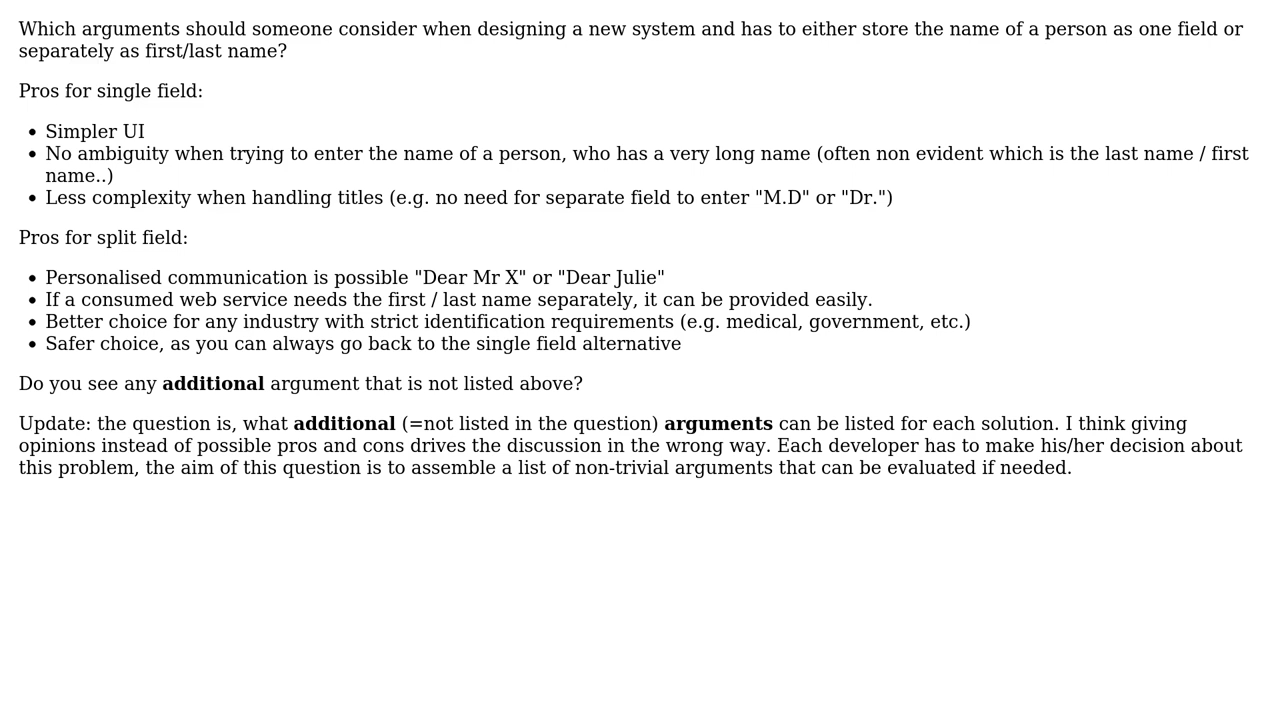 Which arguments should someone consider when designing a new system and has to either store the name of a person as one field or
separately as first/last name?
Pros for single field:
• Simpler UI
• No ambiguity when trying to enter the name of a person, who has a very long name (often non evident which is the last name / first
name..)
• Less complexity when handling titles (e.g. no need for separate field to enter "M.D" or "Dr.")
Pros for split field:
• Personalised communication is possible "Dear Mr X" or "Dear Julie"
• If a consumed web service needs the first / last name separately, it can be provided easily.
• Better choice for any industry with strict identification requirements (e.g. medical, government, etc.)
• Safer choice, as you can always go back to the single field alternative
Do you see any additional argument that is not listed above?
Update: the question is, what additional (=not listed in the question) arguments can be listed for each solution. I think giving
opinions instead of possible pros and cons drives the discussion in the wrong way. Each developer has to make his/her decision about
this problem, the aim of this question is to assemble a list of non-trivial arguments that can be evaluated if needed.